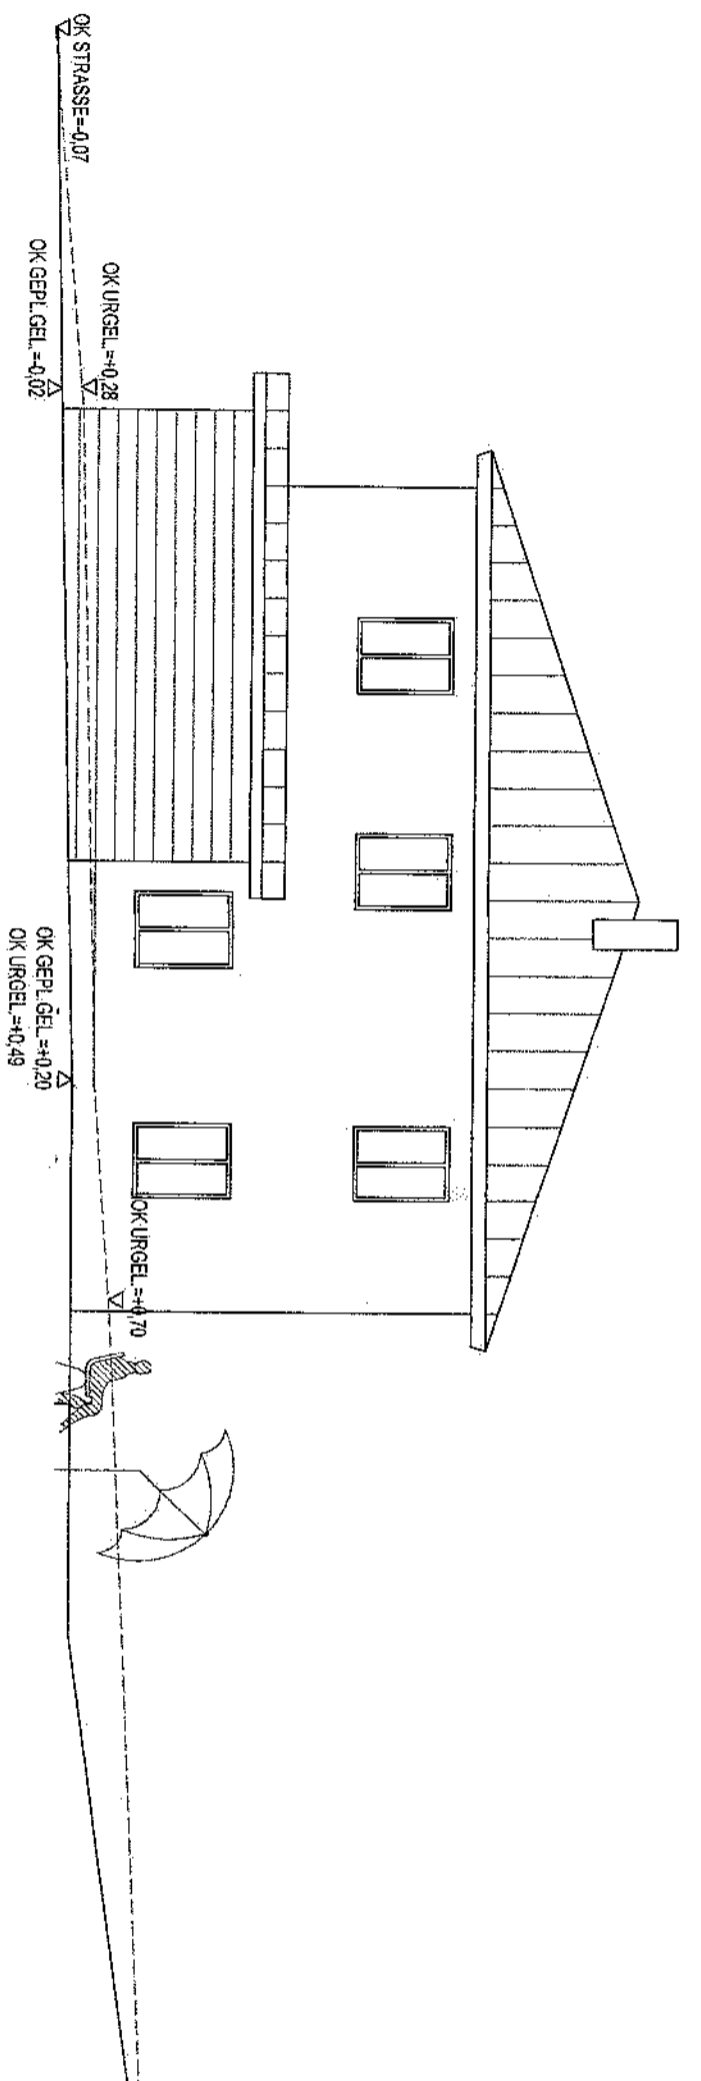 OK STRASSE=-0,07
OK URGEL.=+0,28
OK GEPL.GEL.=-0,02
OK GEPL.GEL.=+0,20
OK URGEL.=+0,49
OK URGEL.=+0,70